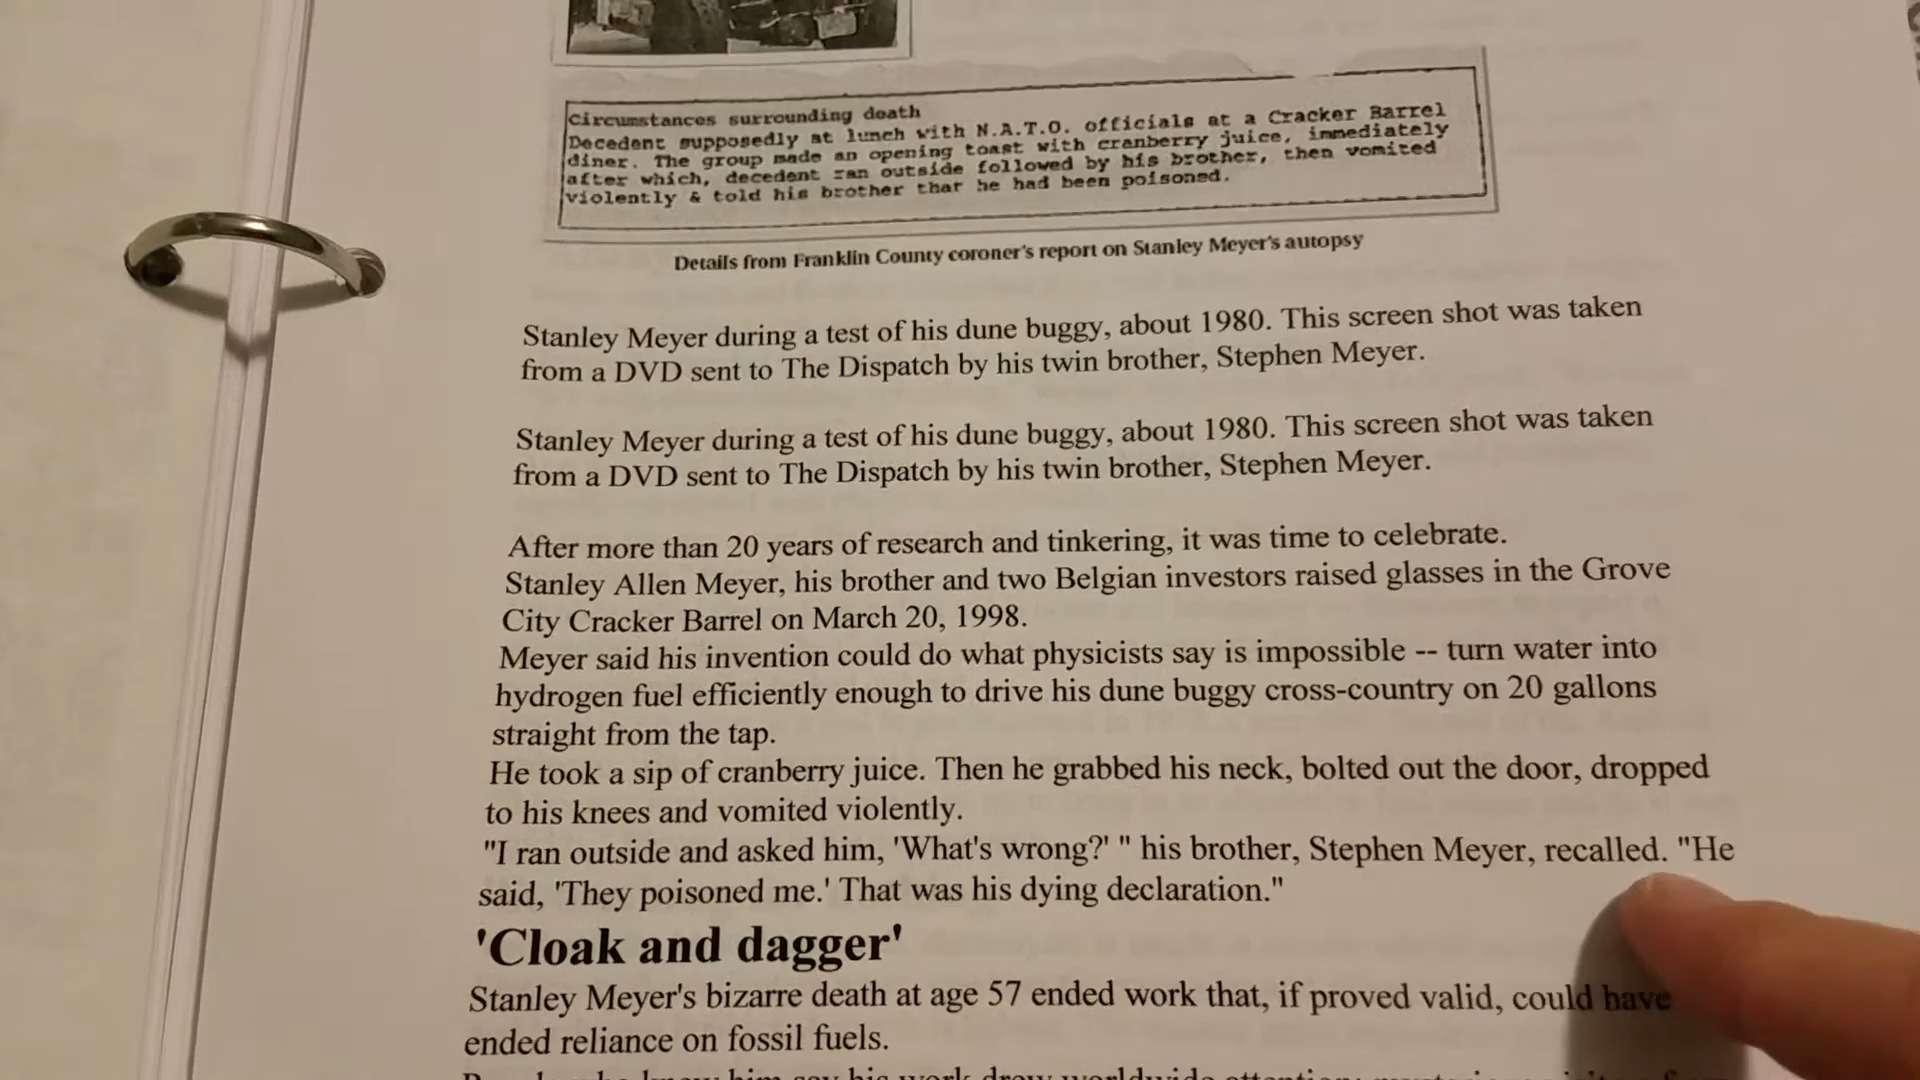 Circumstances surrounding death
Decedent supposedly at lunch with N.A.T.O. officials at a Cracker Barrel
diner. The group made an opening toast with cranberry juice, immediately
after which, decedent ran outside followed by his brother, then vomited
violently & told his brother that he had been poisoned.
Details from Franklin County coroner's report on Stanley Meyer's autopsy
Stanley Meyer during a test of his dune buggy, about 1980. This screen shot was taken
from a DVD sent to The Dispatch by his twin brother, Stephen Meyer.
Stanley Meyer during a test of his dune buggy, about 1980. This screen shot was taken
from a DVD sent to The Dispatch by his twin brother, Stephen Meyer.
After more than 20 years of research and tinkering, it was time to celebrate.
Stanley Allen Meyer, his brother and two Belgian investors raised glasses in the Grove
City Cracker Barrel on March 20, 1998.
Meyer said his invention could do what physicists say is impossible -- turn water into
hydrogen fuel efficiently enough to drive his dune buggy cross-country on 20 gallons
straight from the tap.
He took a sip of cranberry juice. Then he grabbed his neck, bolted out the door, dropped
to his knees and vomited violently.
"I ran outside and asked him, 'What's wrong?' " his brother, Stephen Meyer, recalled. "He
said, 'They poisoned me.' That was his dying declaration."
'Cloak and dagger'
Stanley Meyer's bizarre death at age 57 ended work that, if proved valid, could have
ended reliance on fossil fuels.